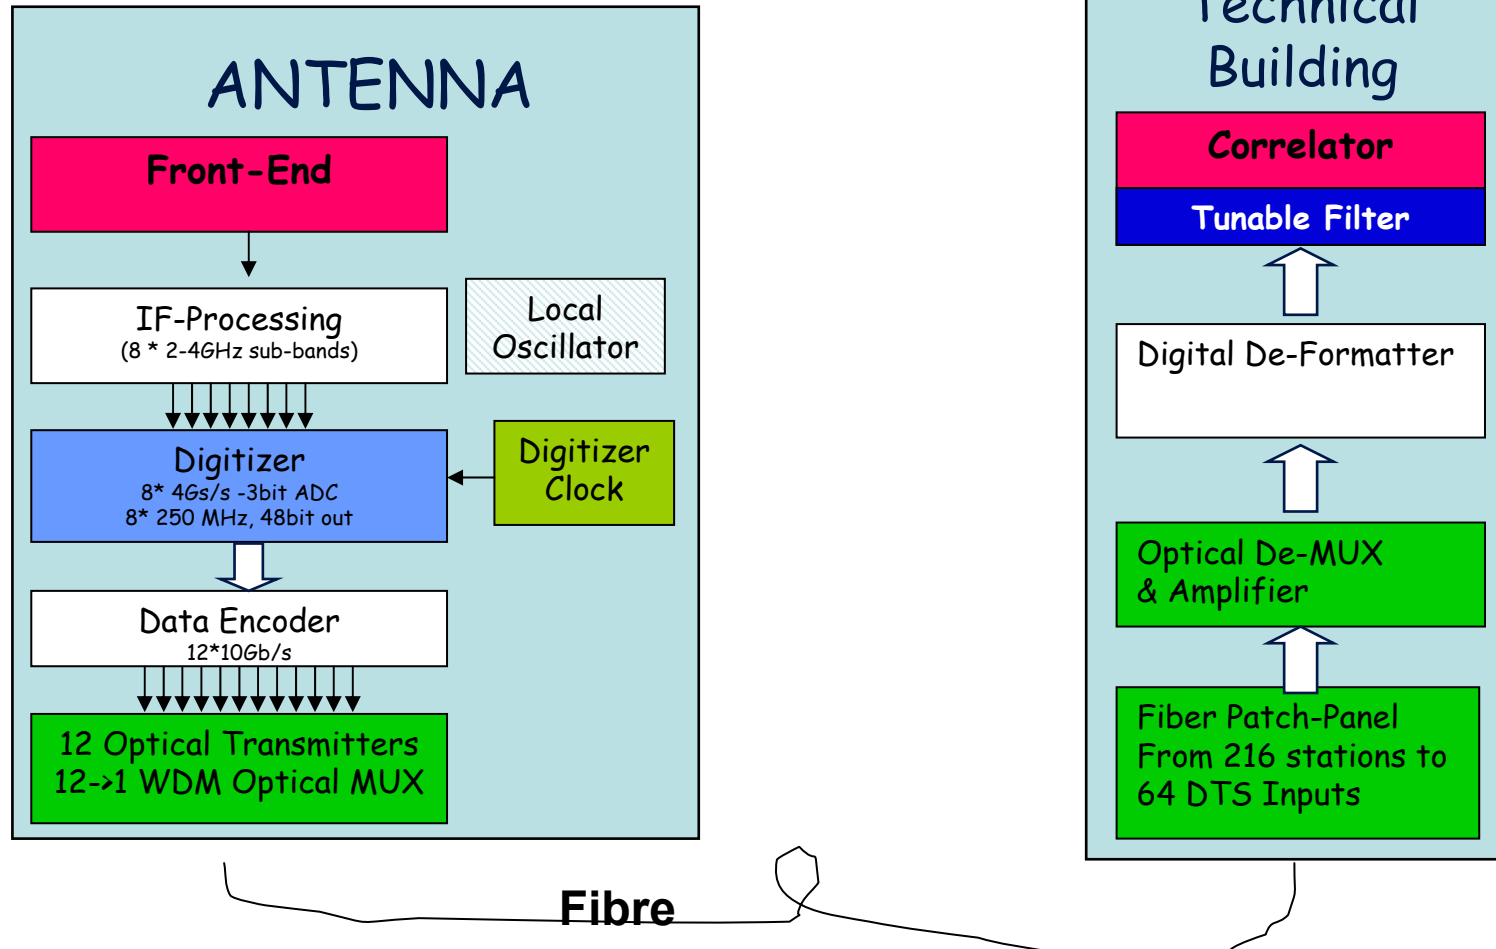 ANTENNA
Front-End
IF-Processing
(8 * 2-4GHz sub-bands)
Local
Oscillator
Digitizer
8* 4Gs/s -3bit ADC
8* 250 MHz, 48bit out
Digitizer
Clock
Data Encoder
12*10Gb/s
12 Optical Transmitters
12->1 WDM Optical MUX
Fibre
Technical
Building
Correlator
Tunable Filter
Digital De-Formatter
Optical De-MUX
& Amplifier
Fiber Patch-Panel
From 216 stations to
64 DTS Inputs